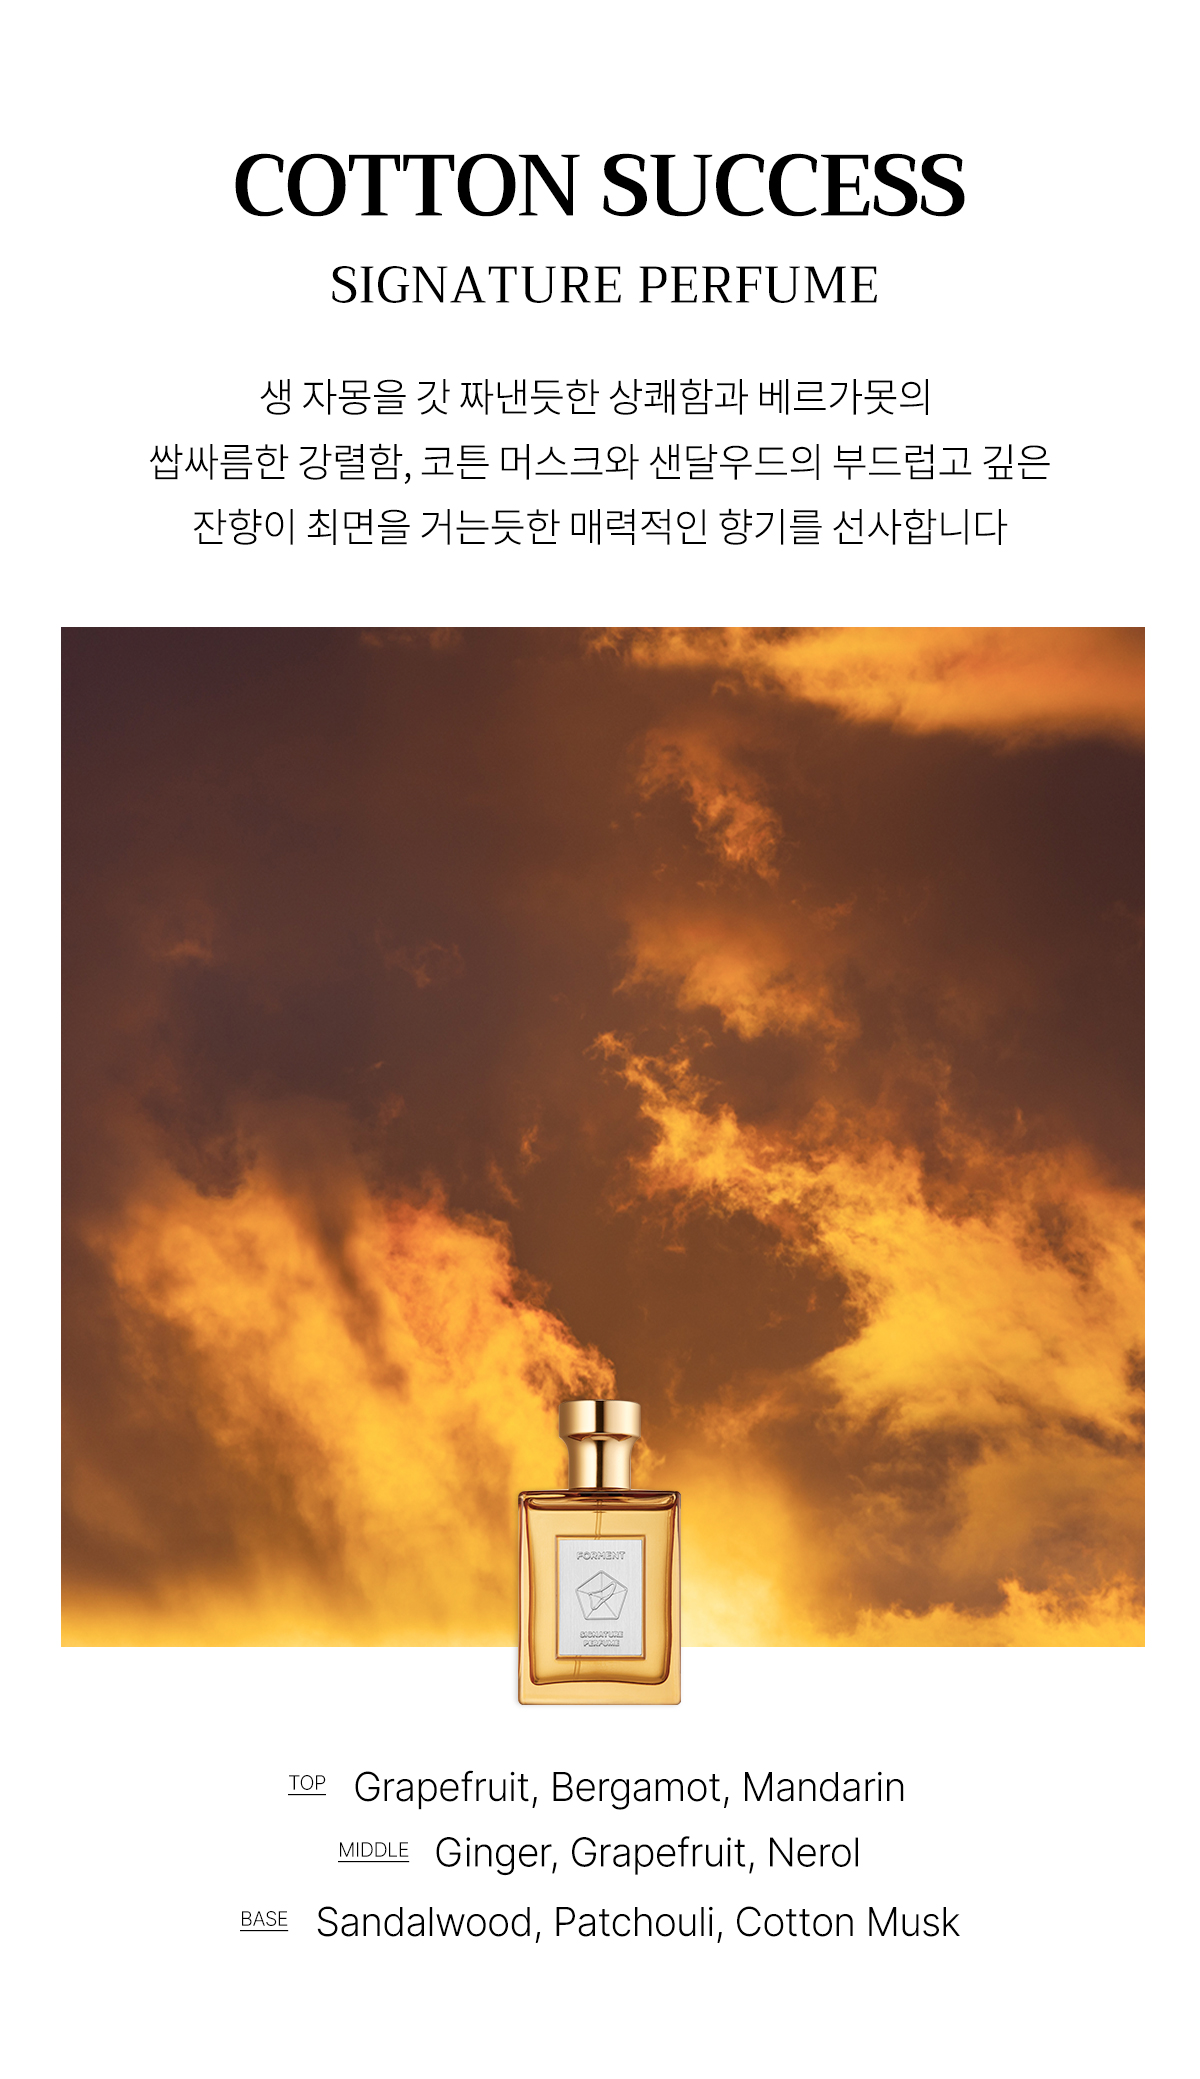 COTTON SUCCESS
SIGNATURE PERFUME
생 자몽을 갓 짜낸듯한 상쾌함과 베르가못의
쌉싸름한 강렬함, 코튼 머스크와 샌달우드의 부드럽고 깊은
잔향이 최면을 거는듯한 매력적인 향기를 선사합니다
FORMENT
SIGNATURE
PERFUME
TOP Grapefruit, Bergamot, Mandarin
MIDDLE Ginger, Grapefruit, Nerol
BASE Sandalwood, Patchouli, Cotton Musk